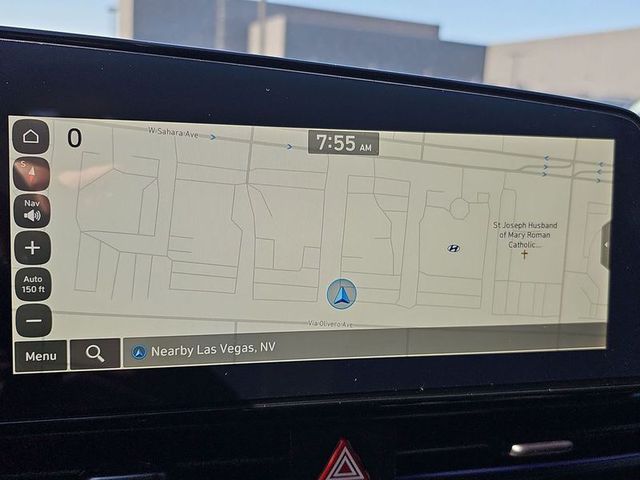 0
W Sahara Ave
7:55 AM
S
Nav
+
Auto
150 ft
−
St Joseph Husband
of Mary Roman
Catholic...
Via Olivero Ave
Menu
Nearby Las Vegas, NV